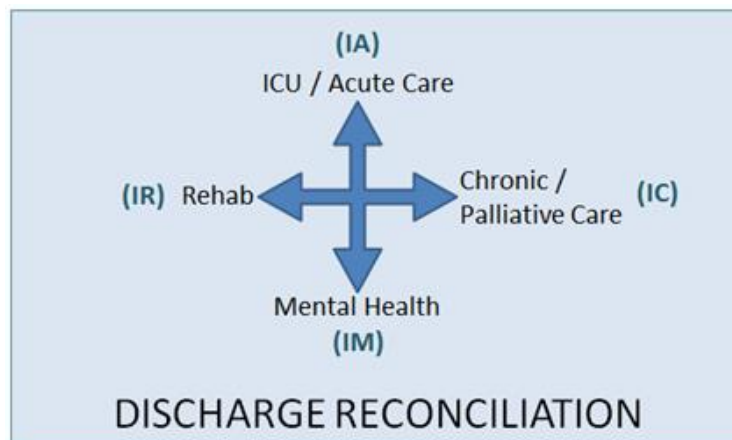 (IA)
ICU / Acute Care
(IR) Rehab
Chronic / (IC)
Palliative Care
Mental Health
(IM)
DISCHARGE RECONCILIATION